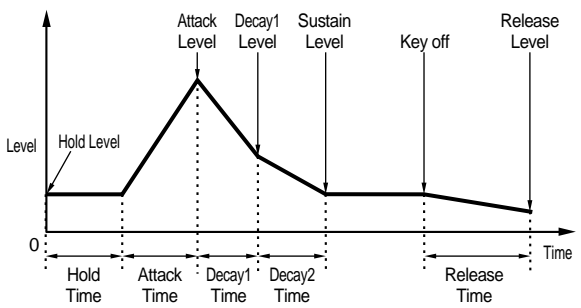 Attack
Level
Decay1
Level
Sustain
Level
Key off
Release
Level
Level
Hold Level
0
Time
Hold
Time
Attack
Time
Decay1
Time
Decay2
Time
Release
Time